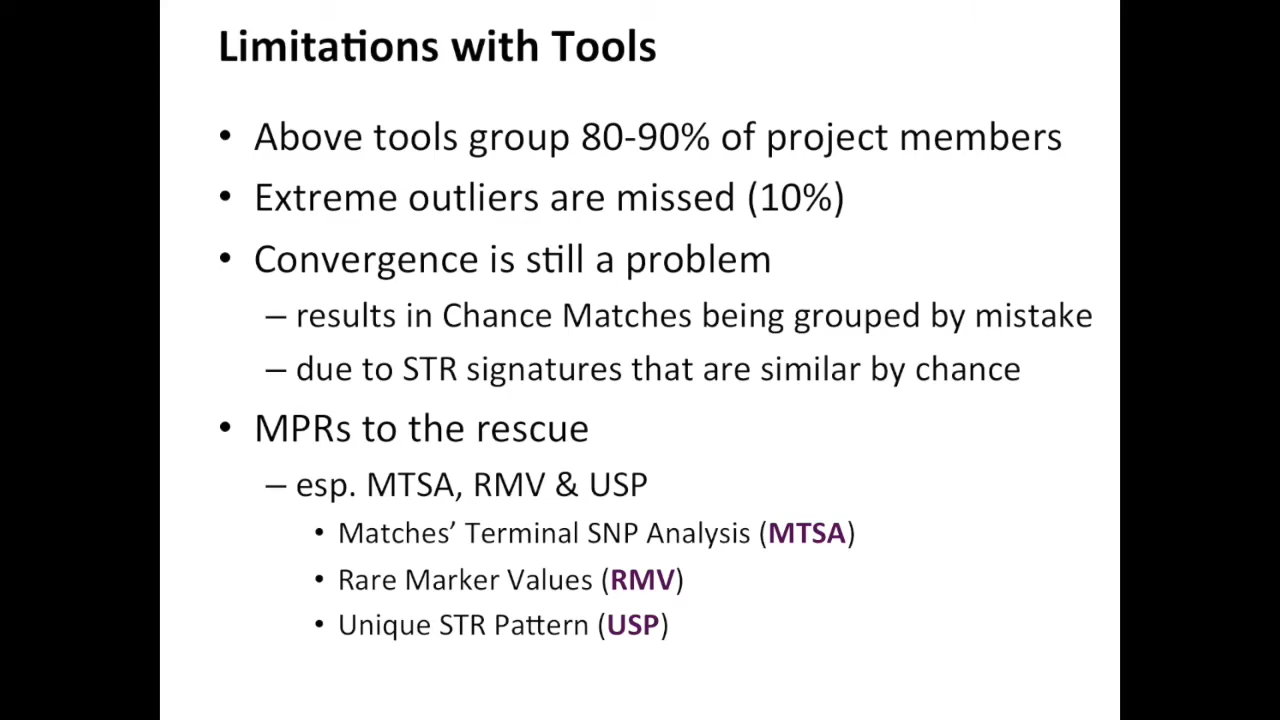 Limitations with Tools
• Above tools group 80-90% of project members
• Extreme outliers are missed (10%)
• Convergence is still a problem
– results in Chance Matches being grouped by mistake
– due to STR signatures that are similar by chance
• MPRs to the rescue
– esp. MTSA, RMV & USP
• Matches’ Terminal SNP Analysis (MTSA)
• Rare Marker Values (RMV)
• Unique STR Pattern (USP)